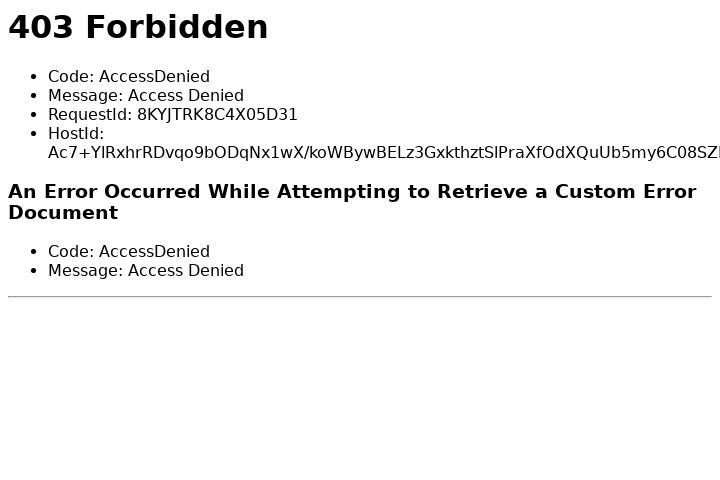 403 Forbidden
Code: AccessDenied
Message: Access Denied
RequestId: 8KYJTRK8C4X05D31
HostId:
Ac7+YlRxhrRDvqo9bODqNx1wX/koWBywBELz3GxkthztSlPraXfOdXQuUb5my6C08SZ
An Error Occurred While Attempting to Retrieve a Custom Error
Document
Code: AccessDenied
Message: Access Denied